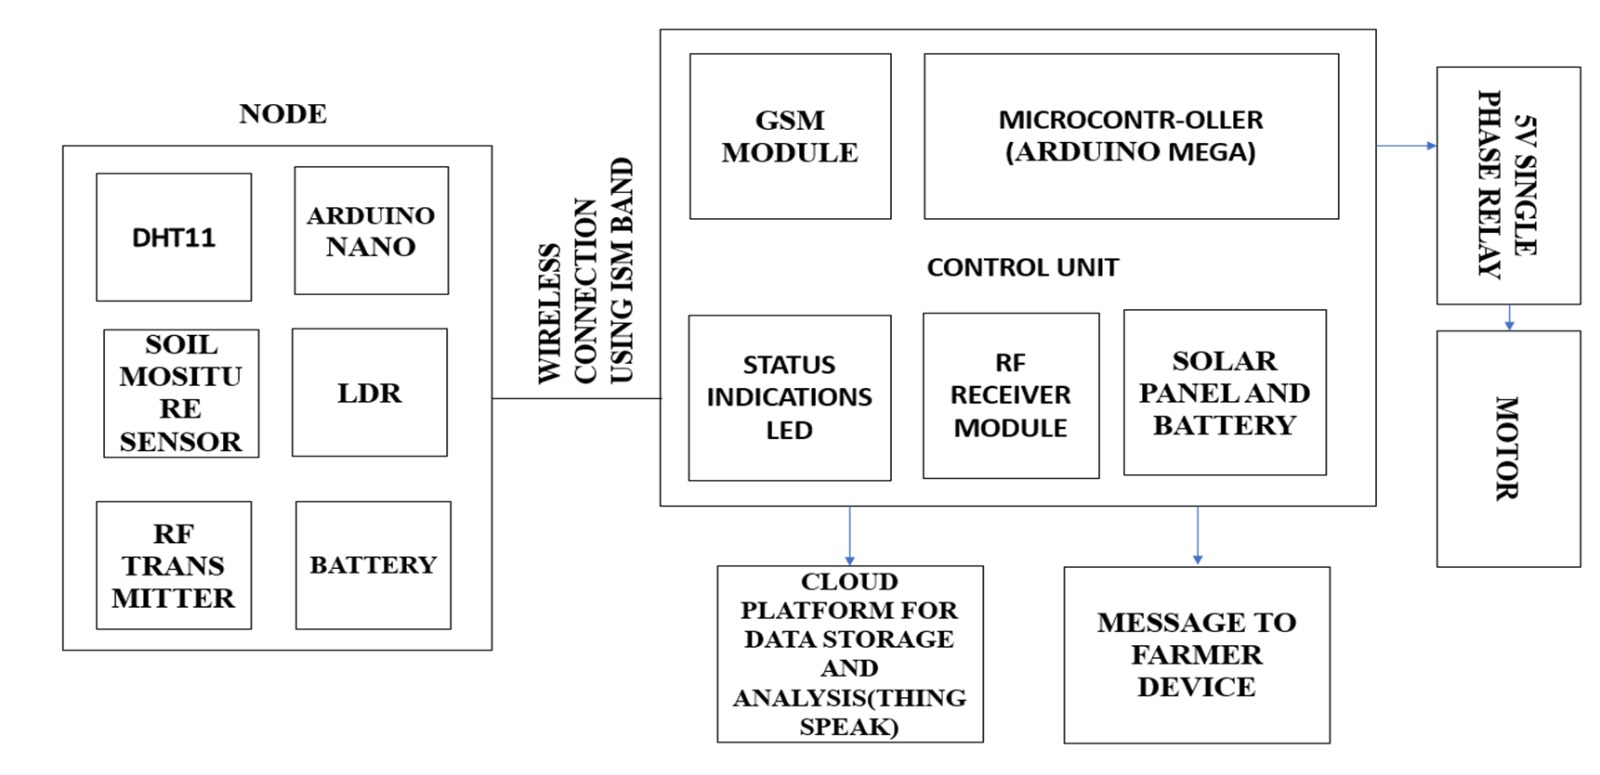 NODE
DHT11
ARDUINO
NANO
SOIL
MOSITU
RE
SENSOR
LDR
RF
TRANS
MITTER
BATTERY
WIRELESS
CONNECTION
USING ISM BAND
GSM
MODULE
MICROCONTR-OLLER
(ARDUINO MEGA)
CONTROL UNIT
STATUS
INDICATIONS
LED
RF
RECEIVER
MODULE
SOLAR
PANEL AND
BATTERY
5V SINGLE
PHASE RELAY
MOTOR
CLOUD
PLATFORM FOR
DATA STORAGE
AND
ANALYSIS(THING
SPEAK)
MESSAGE TO
FARMER
DEVICE